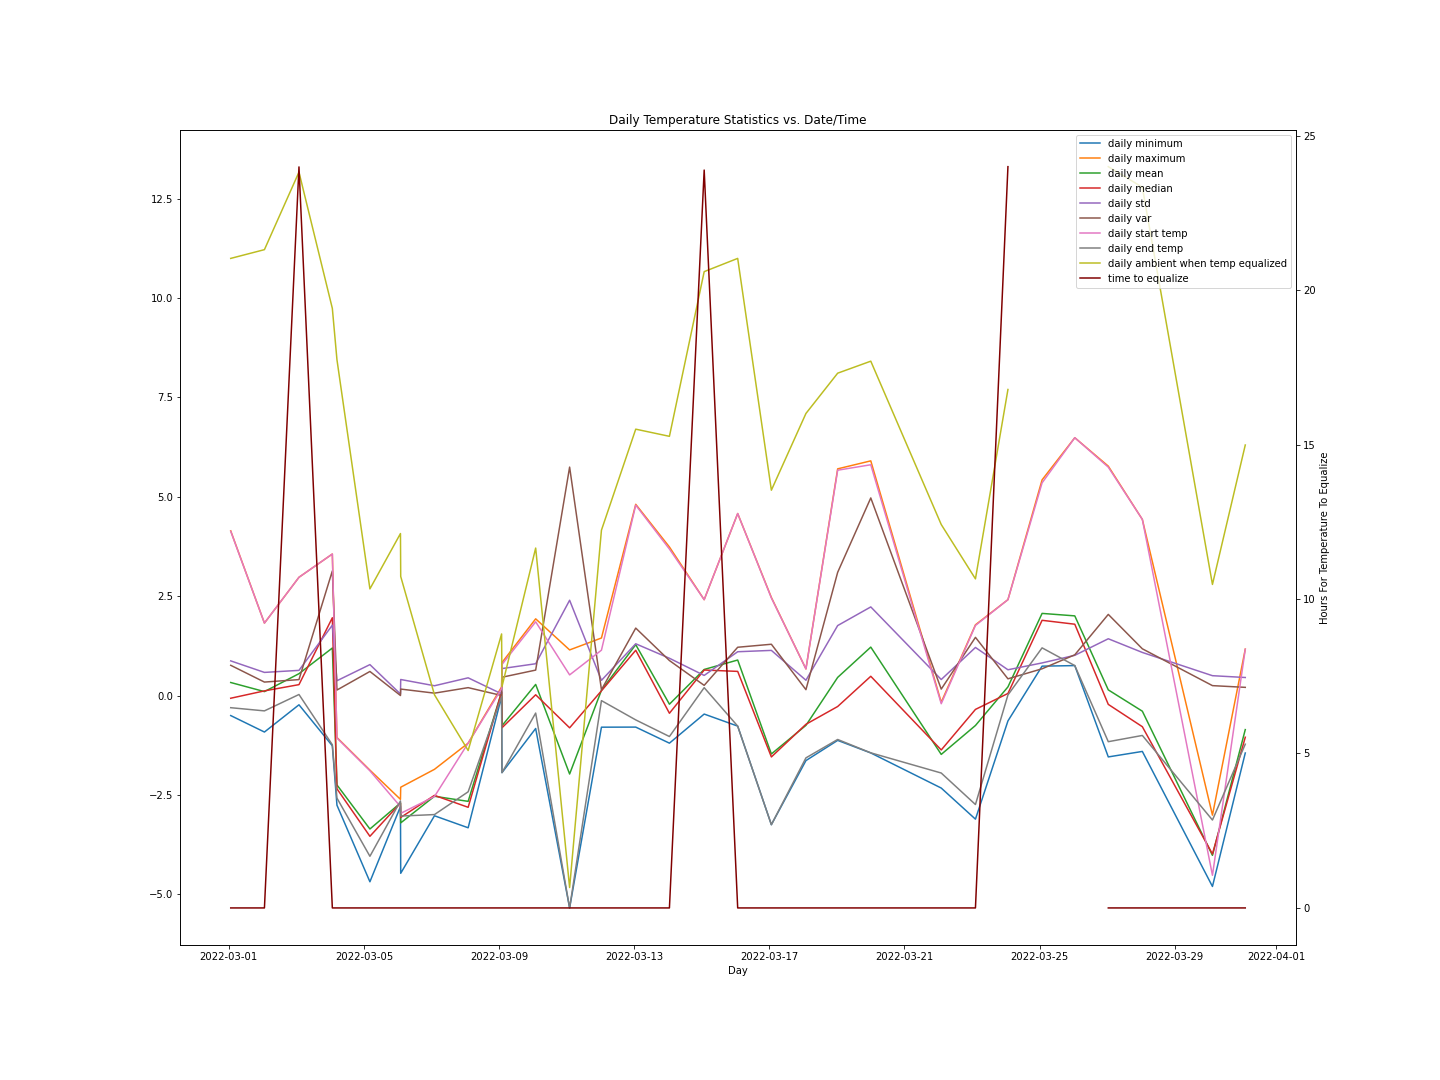 Daily Temperature Statistics vs. Date/Time
daily minimum
daily maximum
daily mean
daily median
daily std
daily var
daily start temp
daily end temp
daily ambient when temp equalized
time to equalize
12.5
10.0
7.5
5.0
2.5
0.0
−2.5
−5.0
25
20
15
10
5
0
Hours For Temperature To Equalize
2022-03-01 2022-03-05 2022-03-09 2022-03-13 2022-03-17 2022-03-21 2022-03-25 2022-03-29 2022-04-01
Day